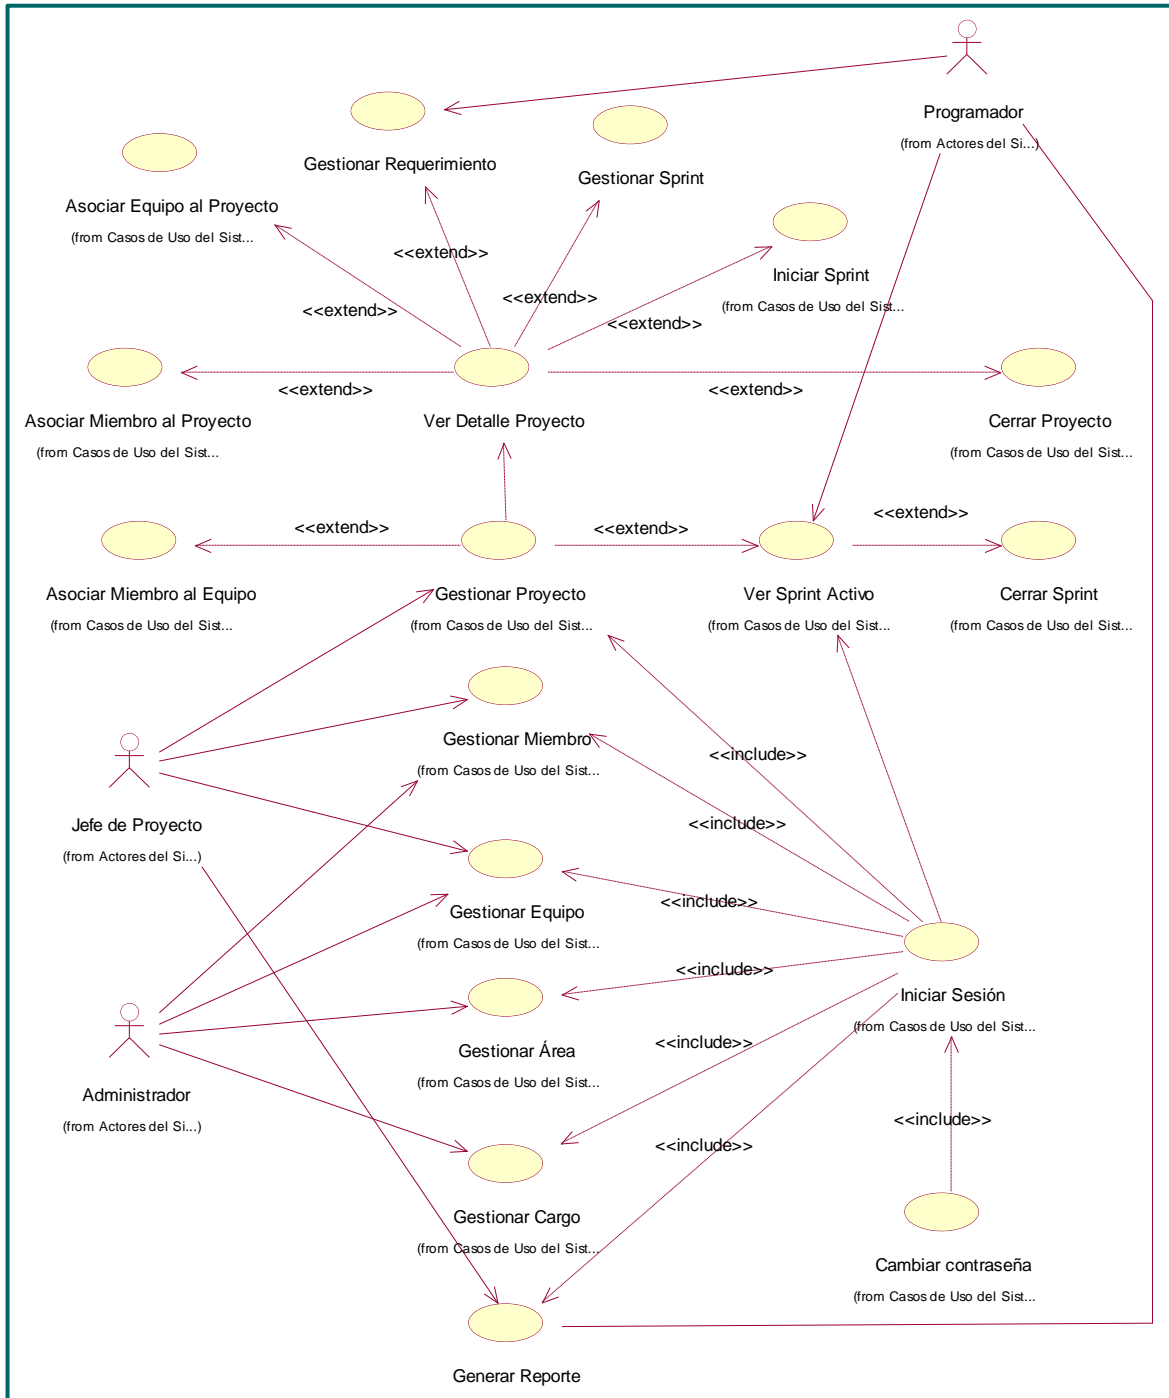 Programador
(from Actores del Si...)
Gestionar Requerimiento
Gestionar Sprint
Asociar Equipo al Proyecto
(from Casos de Uso del Sist...
<<extend>>
Iniciar Sprint
(from Casos de Uso del Sist...
<<extend>>
<<extend>>
<<extend>>
<<extend>>
<<extend>>
Asociar Miembro al Proyecto
(from Casos de Uso del Sist...
Ver Detalle Proyecto
Cerrar Proyecto
(from Casos de Uso del Sist...
<<extend>>
<<extend>>
<<extend>>
Asociar Miembro al Equipo
(from Casos de Uso del Sist...
Gestionar Proyecto
(from Casos de Uso del Sist...
Ver Sprint Activo
(from Casos de Uso del Sist...
Cerrar Sprint
(from Casos de Uso del Sist...
Gestionar Miembro
(from Casos de Uso del Sist...
<<include>>
Jefe de Proyecto
(from Actores del Si...)
<<include>>
Gestionar Equipo
(from Casos de Uso del Sist...
<<include>>
<<include>>
Iniciar Sesión
(from Casos de Uso del Sist...
Gestionar Área
(from Casos de Uso del Sist...
<<include>>
Administrador
(from Actores del Si...)
<<include>>
<<include>>
Gestionar Cargo
(from Casos de Uso del Sist...
Cambiar contraseña
(from Casos de Uso del Sist...
Generar Reporte